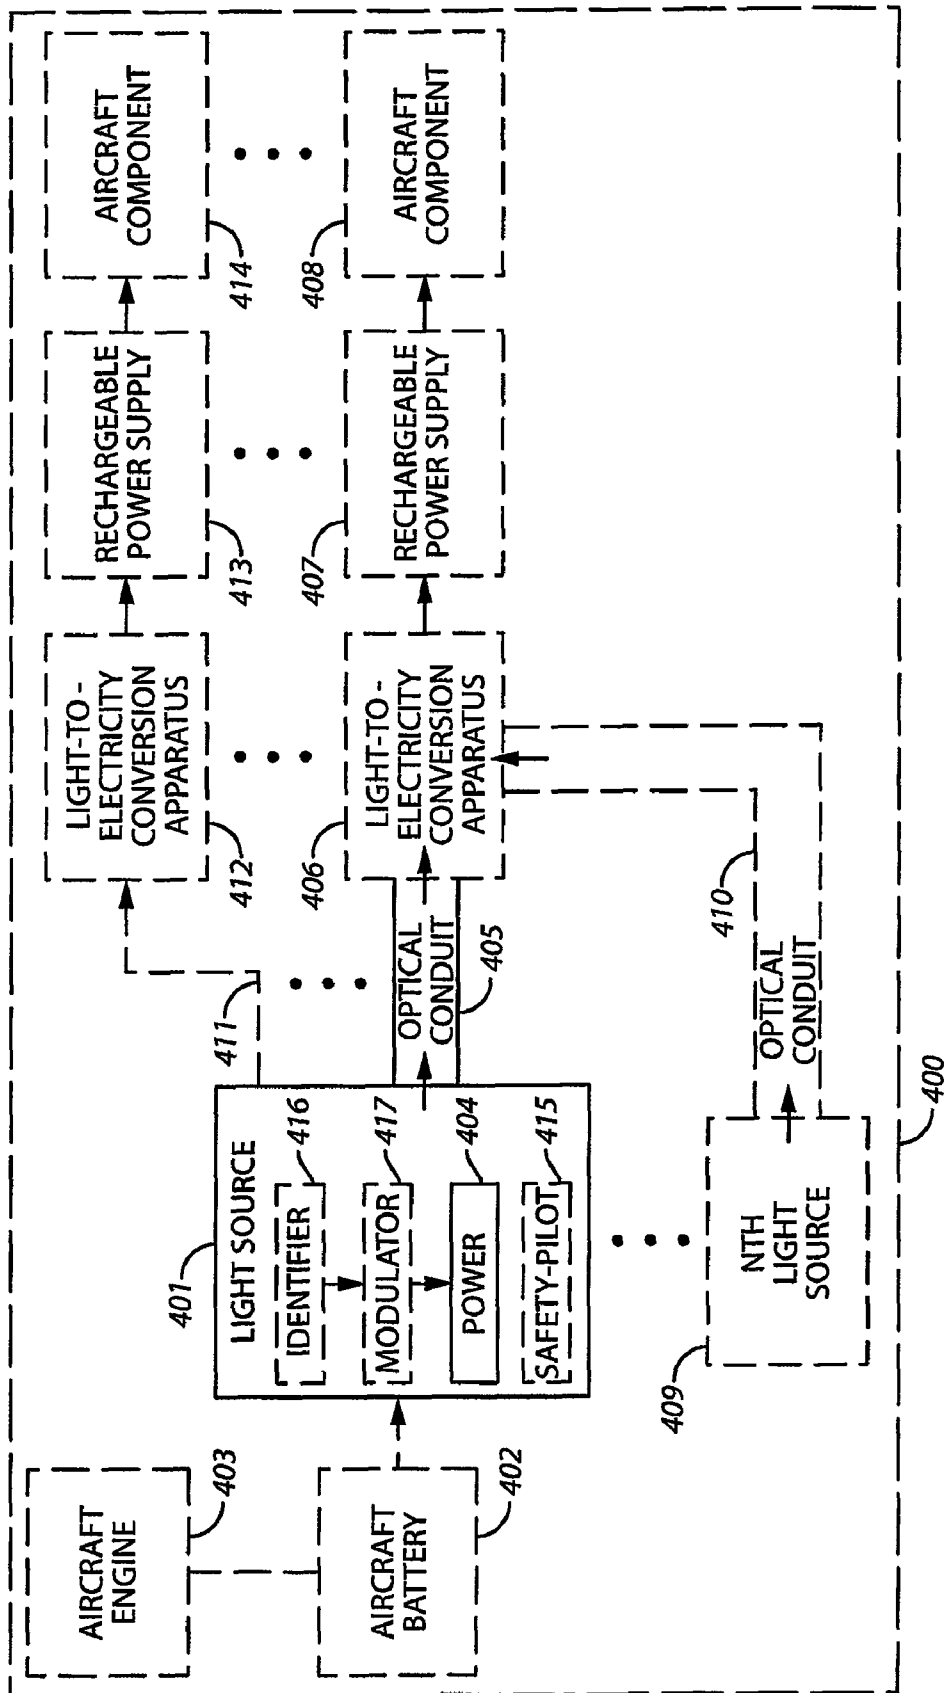 AIRCRAFT
ENGINE
403
AIRCRAFT
BATTERY
402
401
LIGHT SOURCE
IDENTIFIER
416
MODULATOR
417
POWER
404
SAFETY-PILOT
415
409
NTH
LIGHT
SOURCE
411
OPTICAL
CONDUIT
405
OPTICAL
CONDUIT
410
LIGHT-TO-
ELECTRICITY
CONVERSION
APPARATUS
412
406
LIGHT-TO-
ELECTRICITY
CONVERSION
APPARATUS
RECHARGEABLE
POWER SUPPLY
413
407
RECHARGEABLE
POWER SUPPLY
AIRCRAFT
COMPONENT
414
408
AIRCRAFT
COMPONENT
400